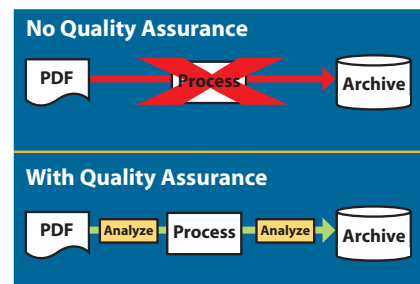 No Quality Assurance
PDF Process Archive
With Quality Assurance
PDF Analyze Process Analyze Archive